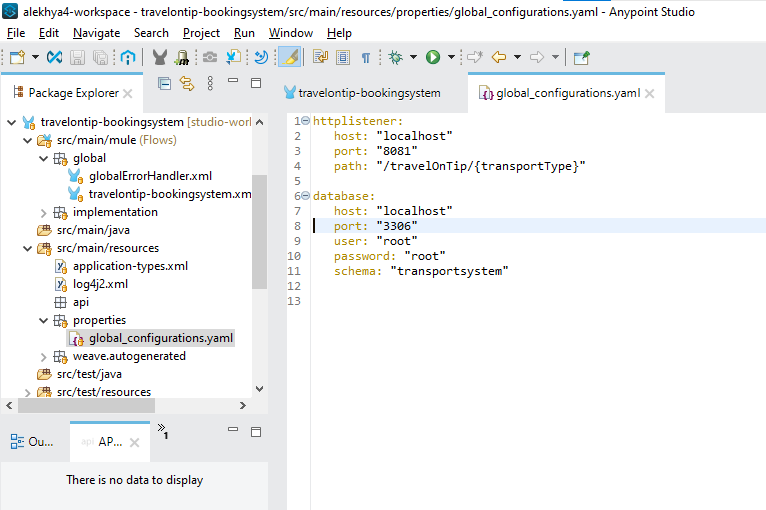 alekhya4-workspace - travelontip-bookingsystem/src/main/resources/properties/global_configurations.yaml - Anypoint Studio
File Edit Navigate Search Project Run Window Help
Package Explorer
travelontip-bookingsystem [studio-worl
src/main/mule (Flows)
global
globalErrorHandler.xml
travelontip-bookingsystem.xm
implementation
src/main/java
src/main/resources
application-types.xml
log4j2.xml
api
properties
global_configurations.yaml
weave.autogenerated
src/test/java
src/test/resources
Ou...
api AP...
1
There is no data to display
travelontip-bookingsystem
global_configurations.yaml
1 httplistener:
2 host: "localhost"
3 port: "8081"
4 path: "/travelOnTip/{transportType}"
5
6 database:
7 host: "localhost"
8 port: "3306"
9 user: "root"
10 password: "root"
11 schema: "transportsystem"
12
13